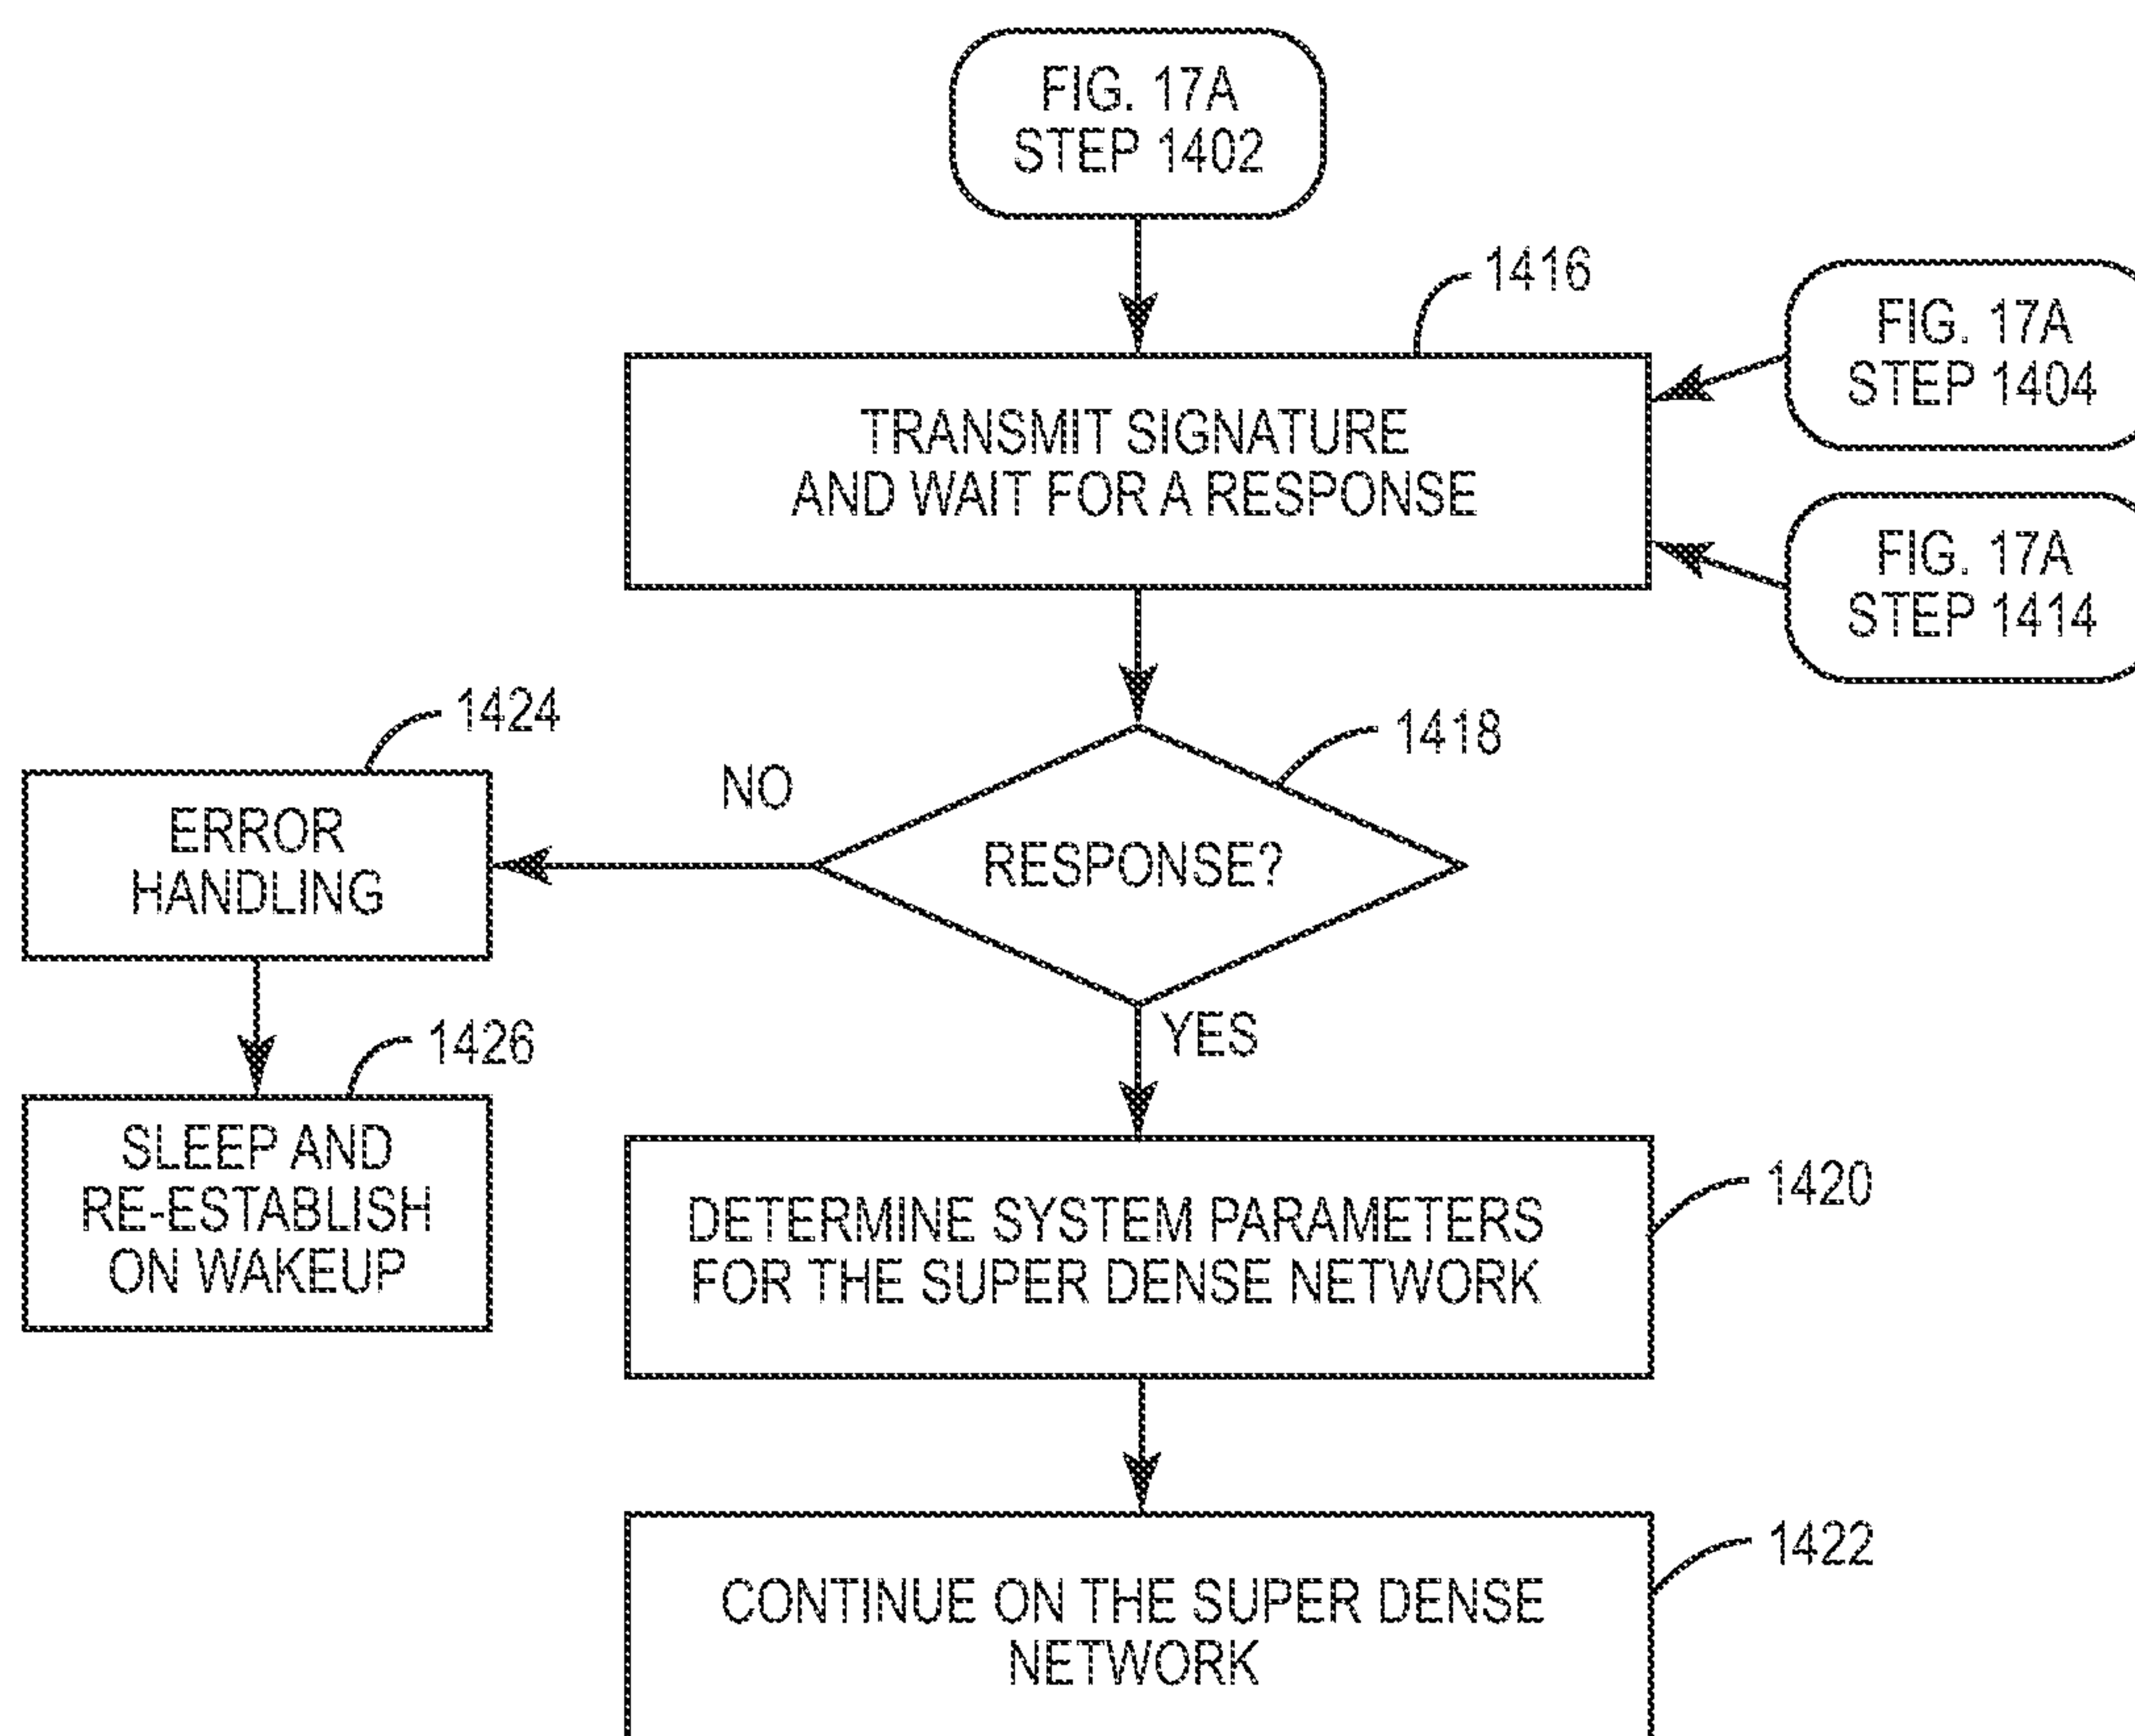 FIG. 17A
STEP 1402
1416
FIG. 17A
STEP 1404
TRANSMIT SIGNATURE
AND WAIT FOR A RESPONSE
FIG. 17A
STEP 1414
1424
1418
NO
ERROR
HANDLING
RESPONSE?
YES
1426
SLEEP AND
RE-ESTABLISH
ON WAKEUP
1420
DETERMINE SYSTEM PARAMETERS
FOR THE SUPER DENSE NETWORK
1422
CONTINUE ON THE SUPER DENSE
NETWORK